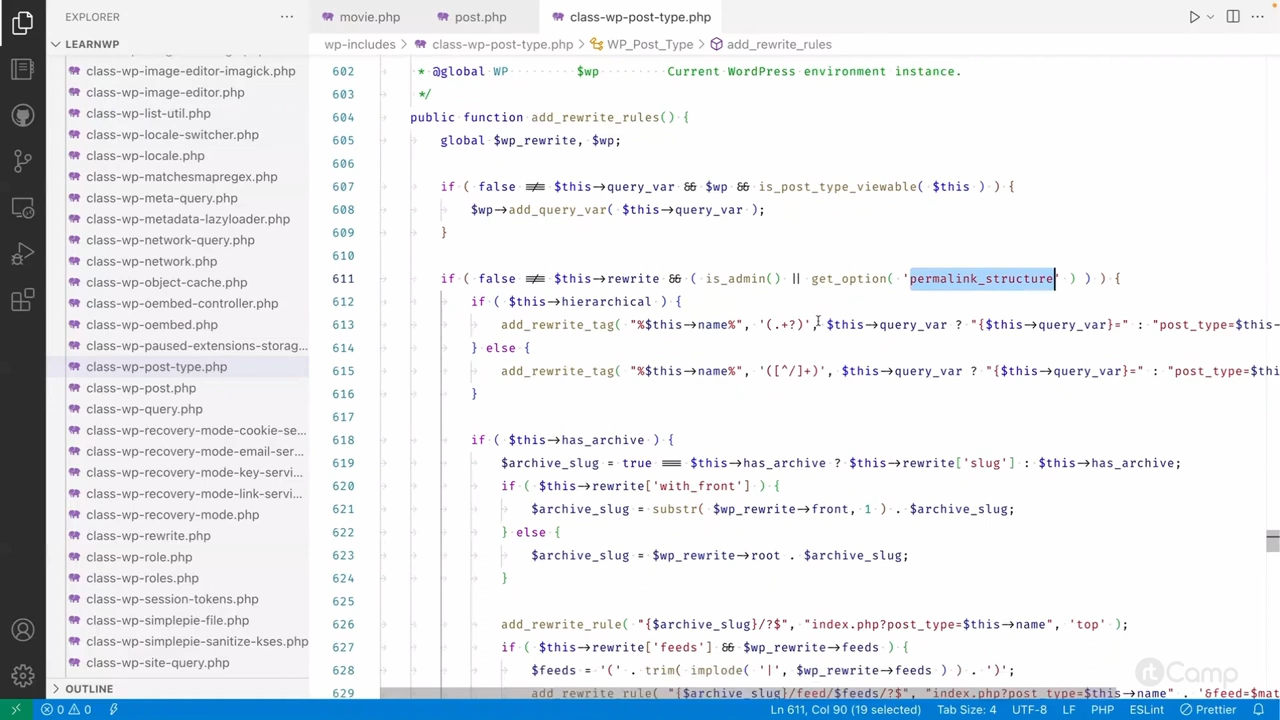 EXPLORER
···
movie.php
post.php
class-wp-post-type.php
LEARNWP
wp-includes > class-wp-post-type.php > WP_Post_Type > add_rewrite_rules
class-wp-image-editor-imagick.php
class-wp-image-editor.php
class-wp-list-util.php
class-wp-locale-switcher.php
class-wp-locale.php
class-wp-matchesmapregex.php
class-wp-meta-query.php
class-wp-metadata-lazyloader.php
class-wp-network-query.php
class-wp-network.php
class-wp-object-cache.php
class-wp-oembed-controller.php
class-wp-oembed.php
class-wp-paused-extensions-storag...
class-wp-post-type.php
class-wp-post.php
class-wp-query.php
class-wp-recovery-mode-cookie-se...
class-wp-recovery-mode-email-ser...
class-wp-recovery-mode-key-servi...
class-wp-recovery-mode-link-servi...
class-wp-recovery-mode.php
class-wp-rewrite.php
class-wp-role.php
class-wp-roles.php
class-wp-session-tokens.php
class-wp-simplepie-file.php
class-wp-simplepie-sanitize-kses.php
class-wp-site-query.php
OUTLINE
602 * @global WP $wp Current WordPress environment instance.
603 */
604 public function add_rewrite_rules() {
605 global $wp_rewrite, $wp;
606
607 if ( false !== $this->query_var && $wp && is_post_type_viewable( $this ) ) {
608 $wp->add_query_var( $this->query_var );
609 }
610
611 if ( false !== $this->rewrite && ( is_admin() || get_option( 'permalink_structure' ) ) ) {
612 if ( $this->hierarchical ) {
613 add_rewrite_tag( "%$this->name%", '(.+?)', $this->query_var ? "{$this->query_var}=" : "post_type=$this-
614 } else {
615 add_rewrite_tag( "%$this->name%", '([^/]+)', $this->query_var ? "{$this->query_var}=" : "post_type=$thi
616 }
617
618 if ( $this->has_archive ) {
619 $archive_slug = true === $this->has_archive ? $this->rewrite['slug'] : $this->has_archive;
620 if ( $this->rewrite['with_front'] ) {
621 $archive_slug = substr( $wp_rewrite->front, 1 ) . $archive_slug;
622 } else {
623 $archive_slug = $wp_rewrite->root . $archive_slug;
624 }
625
626 add_rewrite_rule( "{$archive_slug}/?$", "index.php?post_type=$this->name", 'top' );
627 if ( $this->rewrite['feeds'] && $wp_rewrite->feeds ) {
628 $feeds = '(' . trim( implode( '|', $wp_rewrite->feeds ) ) . ')';
629 add_rewrite_rule( "{$archive_slug}/feed/$feeds/?$", "index.php?post_type=$this->name" . '&feed=$mat
rtCamp
0 0
Ln 611, Col 90 (19 selected)
Tab Size: 4
UTF-8
LF
PHP
ESLint
Prettier